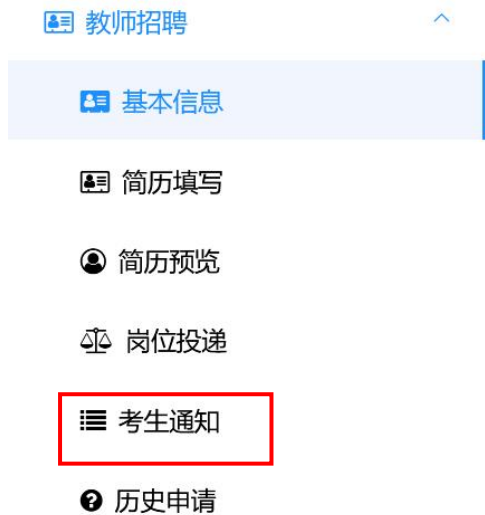 教师招聘
基本信息
简历填写
简历预览
岗位投递
考生通知
历史申请